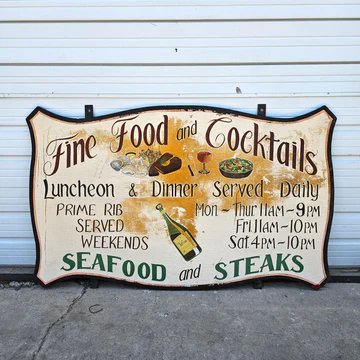 Fine Food and Cocktails
Luncheon & Dinner Served Daily
PRIME RIB
SERVED
WEEKENDS
Mon - Thur 11AM - 9PM
Fri 11AM - 10PM
Sat 4PM - 10PM
SEAFOOD and STEAKS